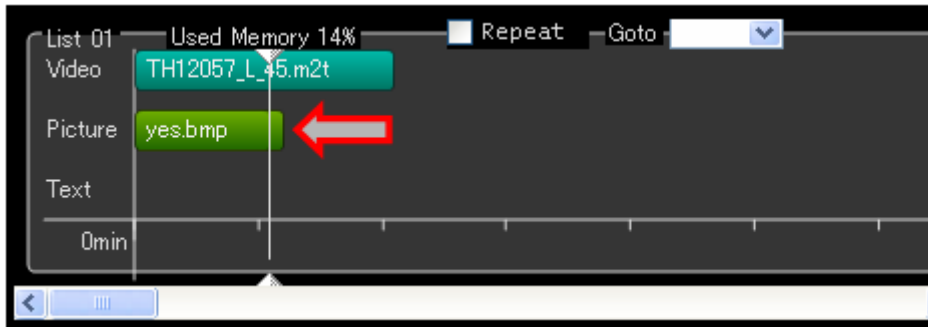 List 01 Used Memory 14% Repeat Goto
Video TH12057_L_45.m2t
Picture yes.bmp
Text
0min